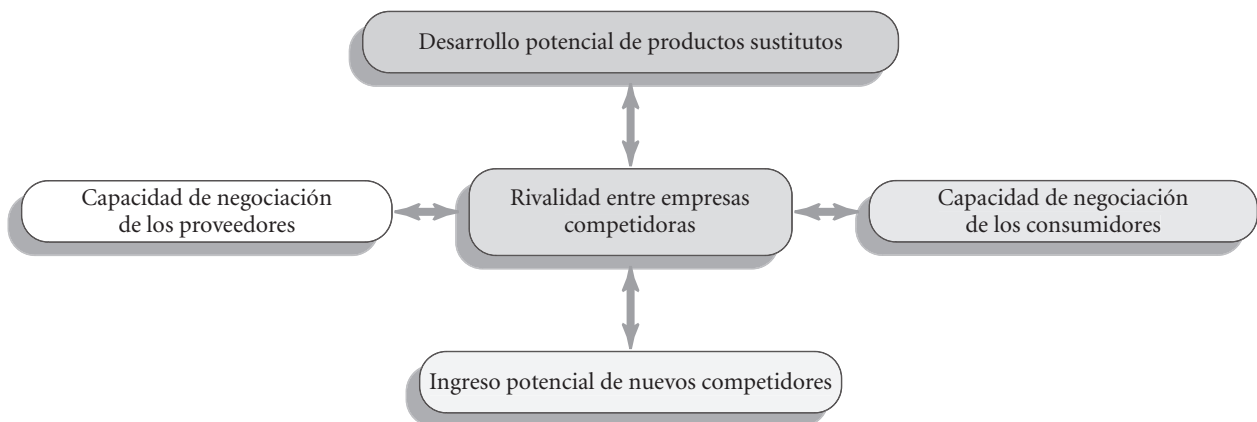 Desarrollo potencial de productos sustitutos
Capacidad de negociación
de los proveedores
Rivalidad entre empresas
competidoras
Capacidad de negociación
de los consumidores
Ingreso potencial de nuevos competidores